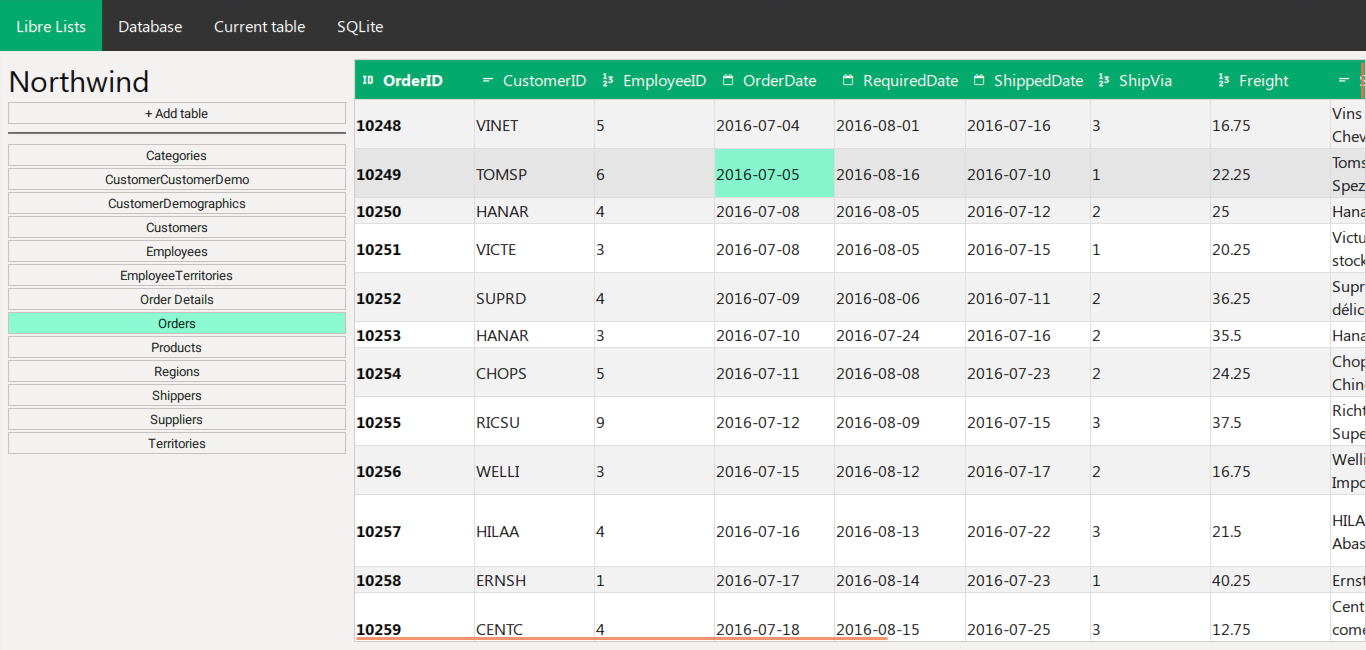 Libre Lists Database Current table SQLite
Northwind
+ Add table
Categories
CustomerCustomerDemo
CustomerDemographics
Customers
Employees
EmployeeTerritories
Order Details
Orders
Products
Regions
Shippers
Suppliers
Territories
ID OrderID CustomerID EmployeeID OrderDate RequiredDate ShippedDate ShipVia Freight
10248 VINET 5 2016-07-04 2016-08-01 2016-07-16 3 16.75 Vins
Chev
10249 TOMSP 6 2016-07-05 2016-08-16 2016-07-10 1 22.25 Toms
Spez
10250 HANAR 4 2016-07-08 2016-08-05 2016-07-12 2 25 Hana
10251 VICTE 3 2016-07-08 2016-08-05 2016-07-15 1 20.25 Victu
stock
10252 SUPRD 4 2016-07-09 2016-08-06 2016-07-11 2 36.25 Supr
délic
10253 HANAR 3 2016-07-10 2016-07-24 2016-07-16 2 35.5 Hana
10254 CHOPS 5 2016-07-11 2016-08-08 2016-07-23 2 24.25 Chop
Chin
10255 RICSU 9 2016-07-12 2016-08-09 2016-07-15 3 37.5 Richt
Supe
10256 WELLI 3 2016-07-15 2016-08-12 2016-07-17 2 16.75 Welli
Impo
10257 HILAA 4 2016-07-16 2016-08-13 2016-07-22 3 21.5 HILA
Abas
10258 ERNSH 1 2016-07-17 2016-08-14 2016-07-23 1 40.25 Ernst
10259 CENTC 4 2016-07-18 2016-08-15 2016-07-25 3 12.75 Cent
come